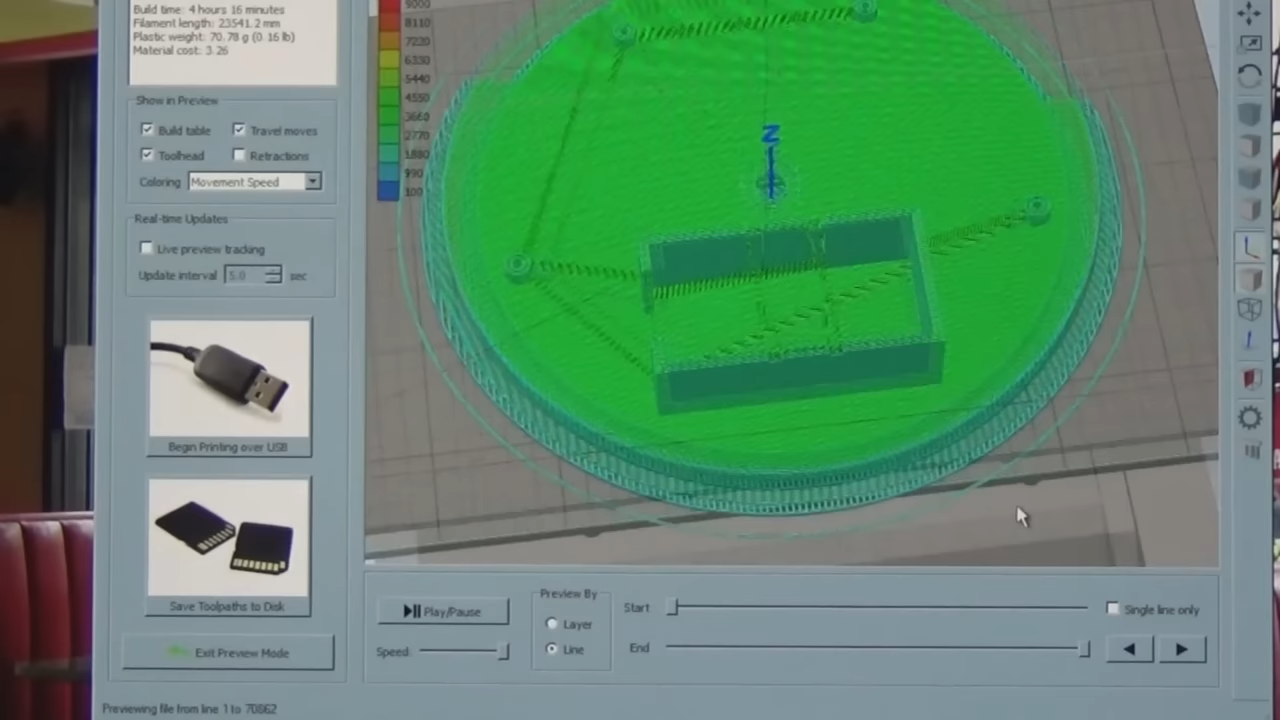 Build time: 4 hours 16 minutes
Filament length: 23541.2 mm
Plastic weight: 70.78 g (0.16 lb)
Material cost: 3.26
Show in Preview
Build table
Travel moves
Toolhead
Retractions
Coloring
Movement Speed
Real-time Updates
Live preview tracking
Update interval 5.0 sec
Begin Printing over USB
Save Toolpaths to Disk
Exit Preview Mode
9000
8110
7220
6330
5440
4550
3660
2770
1880
990
100
Z
Play/Pause
Speed:
Preview By
Layer
Line
Start
End
Single line only
Previewing file from line 1 to 70862